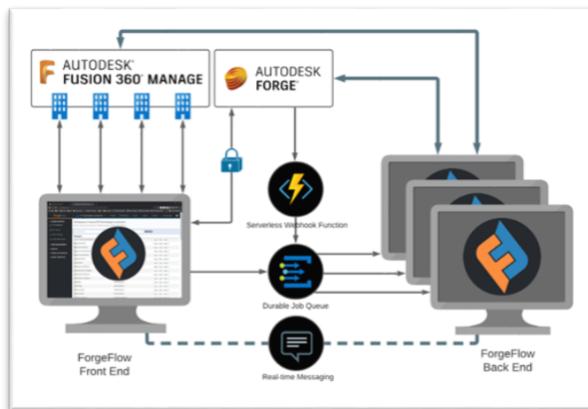 AUTODESK®
FUSION 360® MANAGE
AUTODESK
FORGE®
Serverless Webhook Function
Durable Job Queue
ForgeFlow
Front End
Real-time Messaging
ForgeFlow
Back End